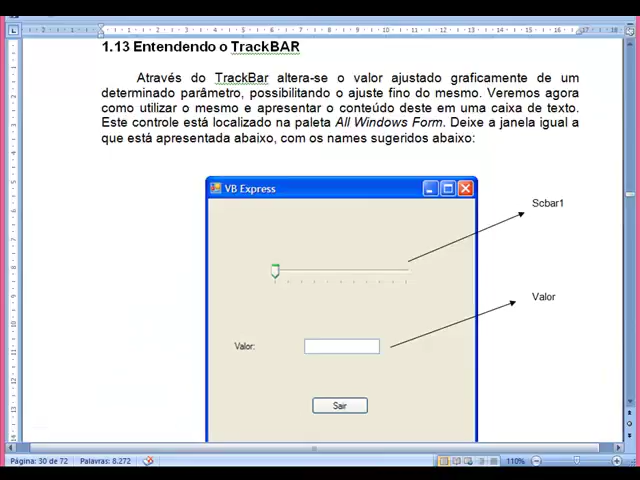 1.13 Entendendo o TrackBAR
Através do TrackBar altera-se o valor ajustado graficamente de um
determinado parâmetro, possibilitando o ajuste fino do mesmo. Veremos agora
como utilizar o mesmo e apresentar o conteúdo deste em uma caixa de texto.
Este controle está localizado na paleta All Windows Form. Deixe a janela igual a
que está apresentada abaixo, com os names sugeridos abaixo:
VB Express
Scbar1
Valor
Valor:
Sair
Página: 30 de 72 Palavras: 8.272 110%